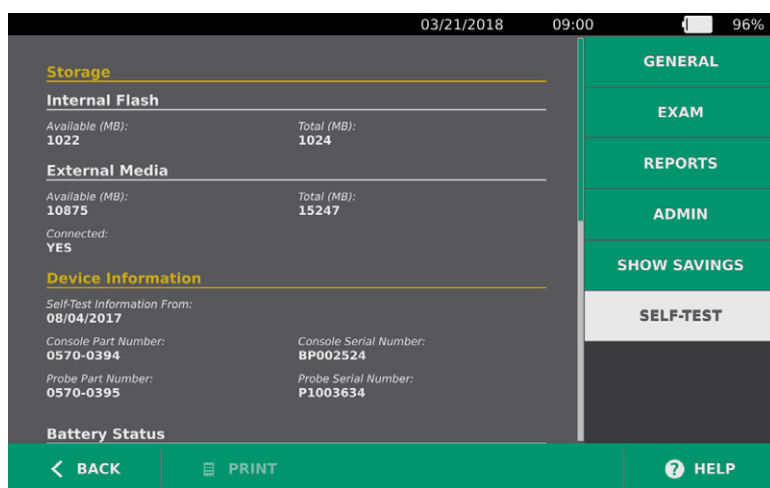 03/21/2018 09:00 96%
Storage
Internal Flash
Available (MB): Total (MB):
1022 1024
External Media
Available (MB): Total (MB):
10875 15247
Connected:
YES
Device Information
Self-Test Information From:
08/04/2017
Console Part Number: Console Serial Number:
0570-0394 BP002524
Probe Part Number: Probe Serial Number:
0570-0395 P1003634
Battery Status
GENERAL
EXAM
REPORTS
ADMIN
SHOW SAVINGS
SELF-TEST
BACK PRINT ? HELP